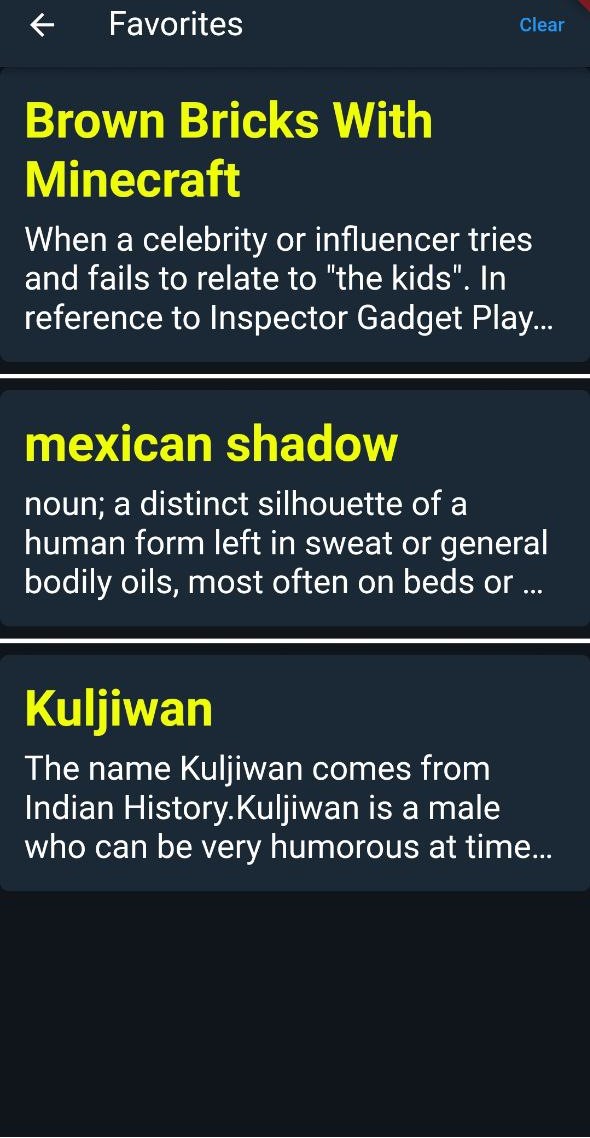 Favorites
Clear
Brown Bricks With
Minecraft
When a celebrity or influencer tries
and fails to relate to "the kids". In
reference to Inspector Gadget Play...
mexican shadow
noun; a distinct silhouette of a
human form left in sweat or general
bodily oils, most often on beds or ...
Kuljiwan
The name Kuljiwan comes from
Indian History.Kuljiwan is a male
who can be very humorous at time...